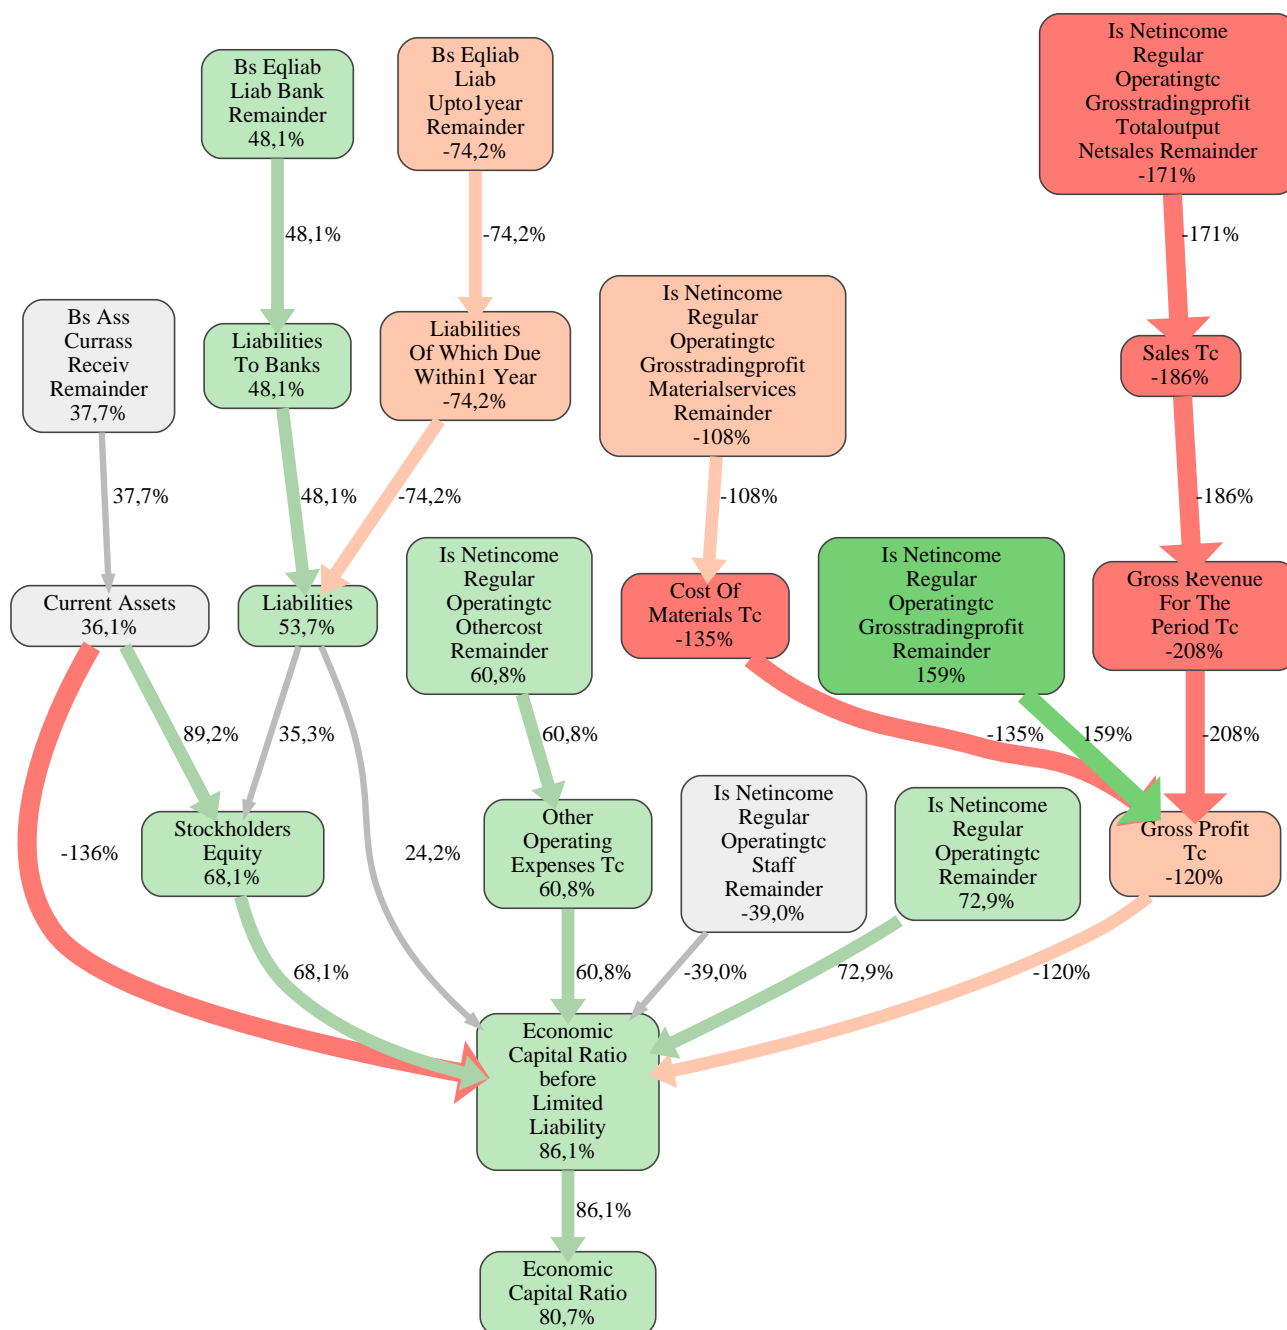 Is Netincome
Regular
Operatingtc
Grosstradingprofit
Totaloutput
Netsales Remainder
-171%
Bs Eqliab
Liab Bank
Remainder
48,1%
Bs Eqliab
Liab
Upto1year
Remainder
-74,2%
48,1%
-74,2%
-171%
Bs Ass
Currass
Receiv
Remainder
37,7%
Liabilities
To Banks
48,1%
Liabilities
Of Which Due
Within1 Year
-74,2%
Is Netincome
Regular
Operatingtc
Grosstradingprofit
Materialservices
Remainder
-108%
Sales Tc
-186%
37,7%
48,1%
-74,2%
-108%
-186%
Current Assets
36,1%
Liabilities
53,7%
Is Netincome
Regular
Operatingtc
Othercost
Remainder
60,8%
Cost Of
Materials Tc
-135%
Is Netincome
Regular
Operatingtc
Grosstradingprofit
Remainder
159%
Gross Revenue
For The
Period Tc
-208%
89,2%
35,3%
60,8%
-135%
159%
-208%
Stockholders
Equity
68,1%
Other
Operating
Expenses Tc
60,8%
Is Netincome
Regular
Operatingtc
Staff
Remainder
-39,0%
Is Netincome
Regular
Operatingtc
Remainder
72,9%
Gross Profit
Tc
-120%
-136%
24,2%
68,1%
60,8%
-39,0%
72,9%
-120%
Economic
Capital Ratio
before
Limited
Liability
86,1%
86,1%
Economic
Capital Ratio
80,7%